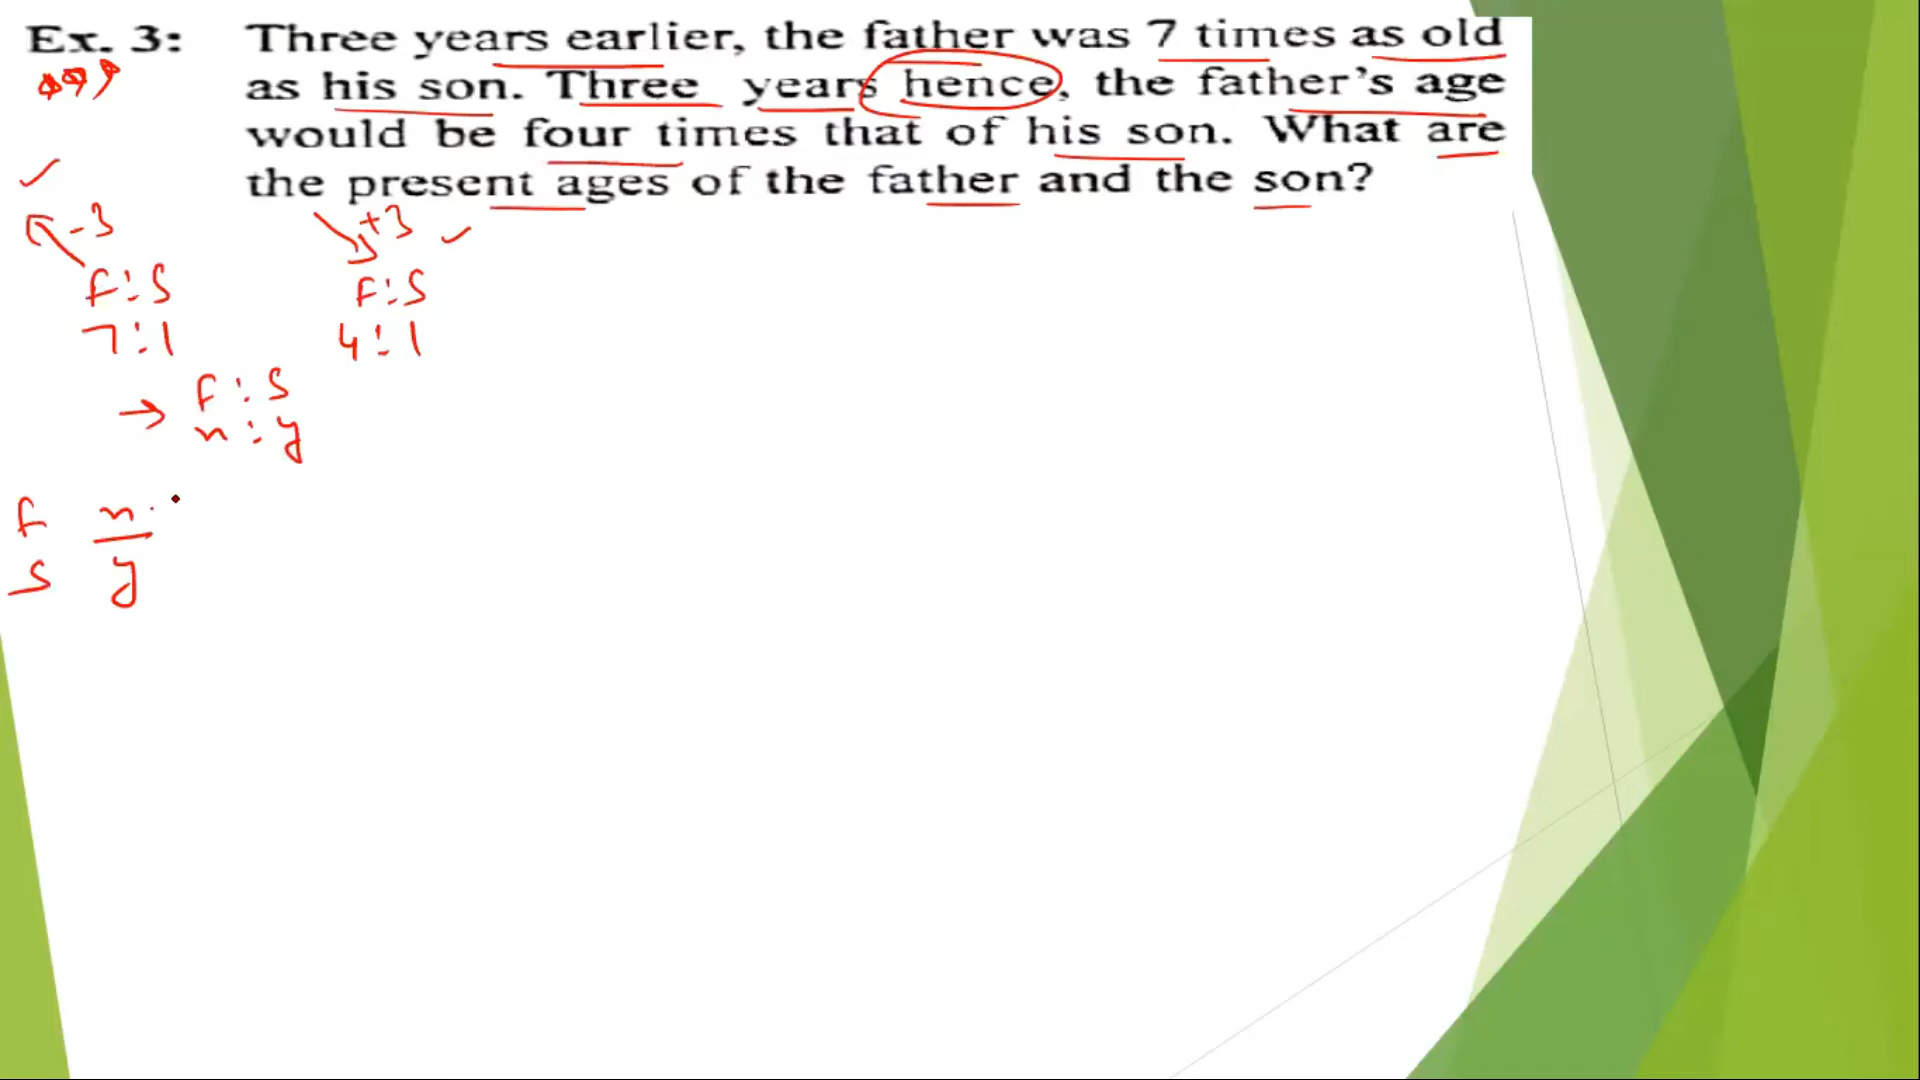 Ex. 3: Three years earlier, the father was 7 times as old
as his son. Three years hence, the father's age
would be four times that of his son. What are
the present ages of the father and the son?
-3 +3
F:S F:S
7:1 4:1
→ F:S
x:y
F x
S y